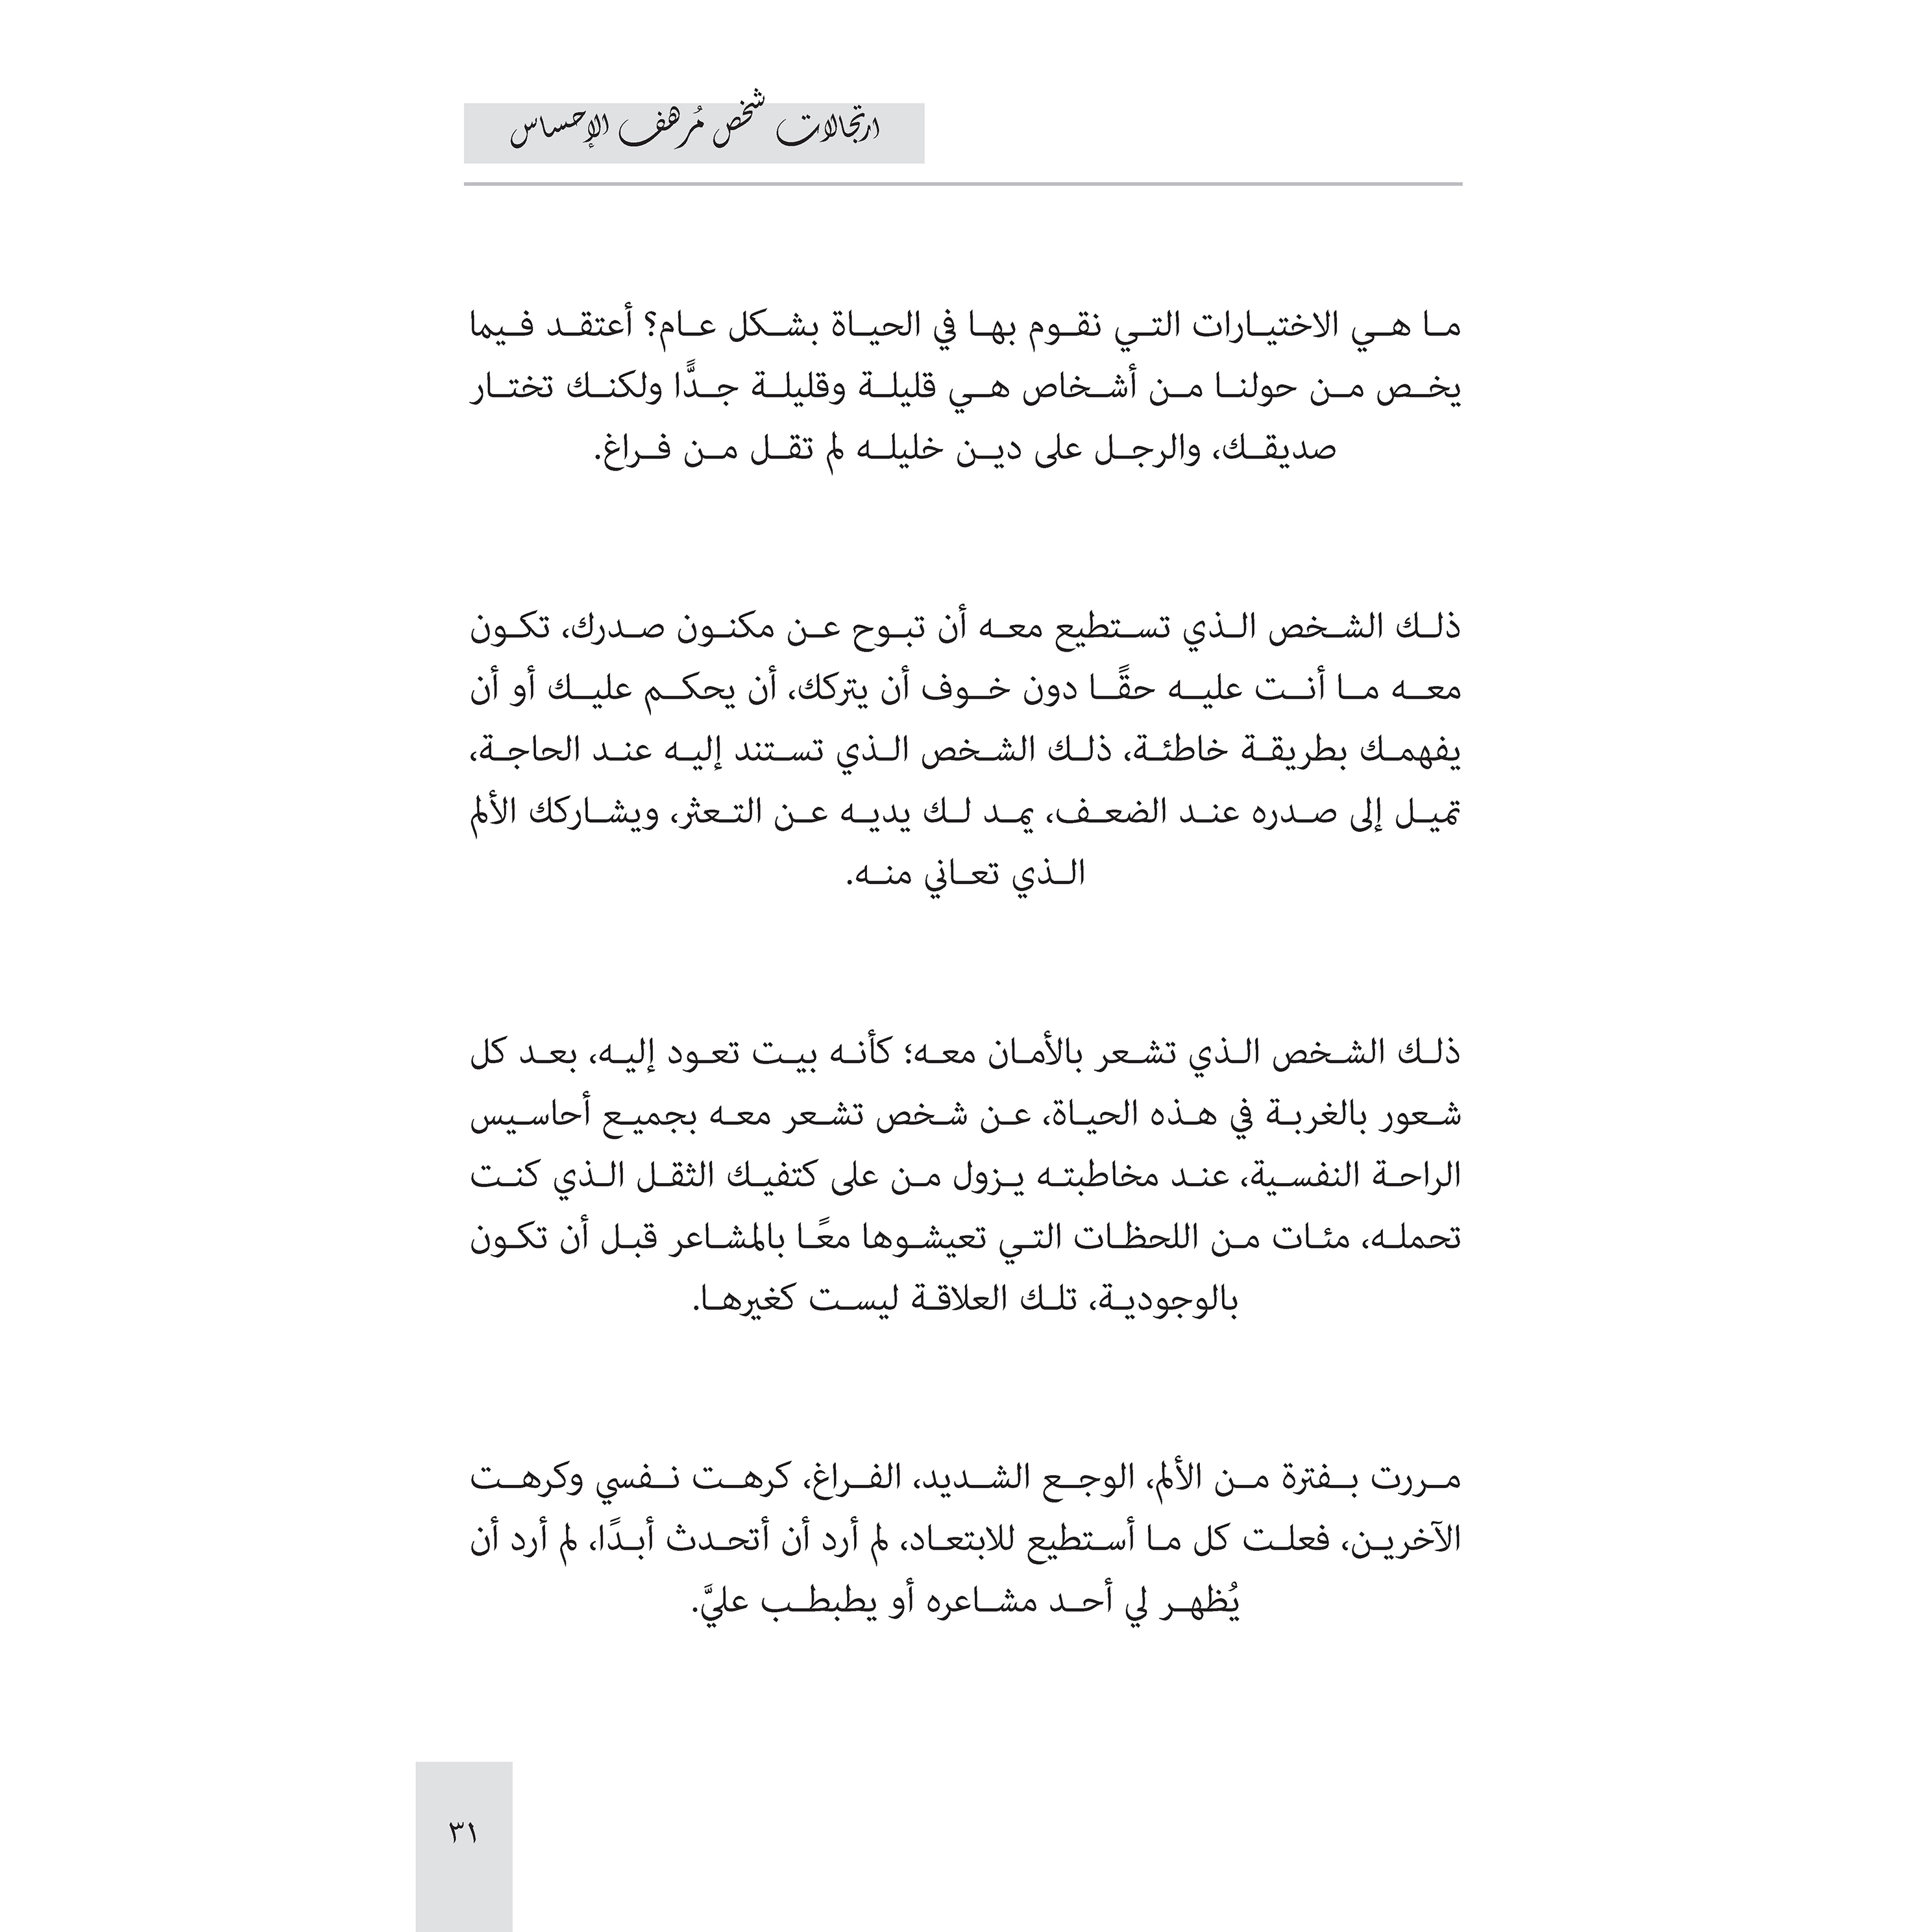 ارتجالات شخص مُرهف الإحساس
ما هي الاختيارات التي نقوم بها في الحياة بشكل عام؟ أعتقد فيما
يخص من حولنا من أشخاص هي قليلة وقليلة جدًّا ولكنك تختار
صديقك، والرجل على دين خليله لم تقل من فراغ.
ذلك الشخص الذي تستطيع معه أن تبوح عن مكنون صدرك، تكون
معه ما أنت عليه حقًّا دون خوف أن يتركك، أن يحكم عليك أو أن
يفهمك بطريقة خاطئة، ذلك الشخص الذي تستند إليه عند الحاجة،
تميل إلى صدره عند الضعف، يمد لك يديه عن التعثر، ويشاركك الألم
الذي تعاني منه.
ذلك الشخص الذي تشعر بالأمان معه؛ كأنه بيت تعود إليه، بعد كل
شعور بالغربة في هذه الحياة، عن شخص تشعر معه بجميع أحاسيس
الراحة النفسية، عند مخاطبته يزول من على كتفيك الثقل الذي كنت
تحمله، مئات من اللحظات التي تعيشوها معًا بالمشاعر قبل أن تكون
بالوجودية، تلك العلاقة ليست كغيرها.
مررت بفترة من الألم، الوجع الشديد، الفراغ، كرهت نفسي وكرهت
الآخرين، فعلت كل ما أستطيع للابتعاد، لم أرد أن أتحدث أبدًا، لم أرد أن
يُظهر لي أحد مشاعره أو يطبطب عليَّ.
٣١